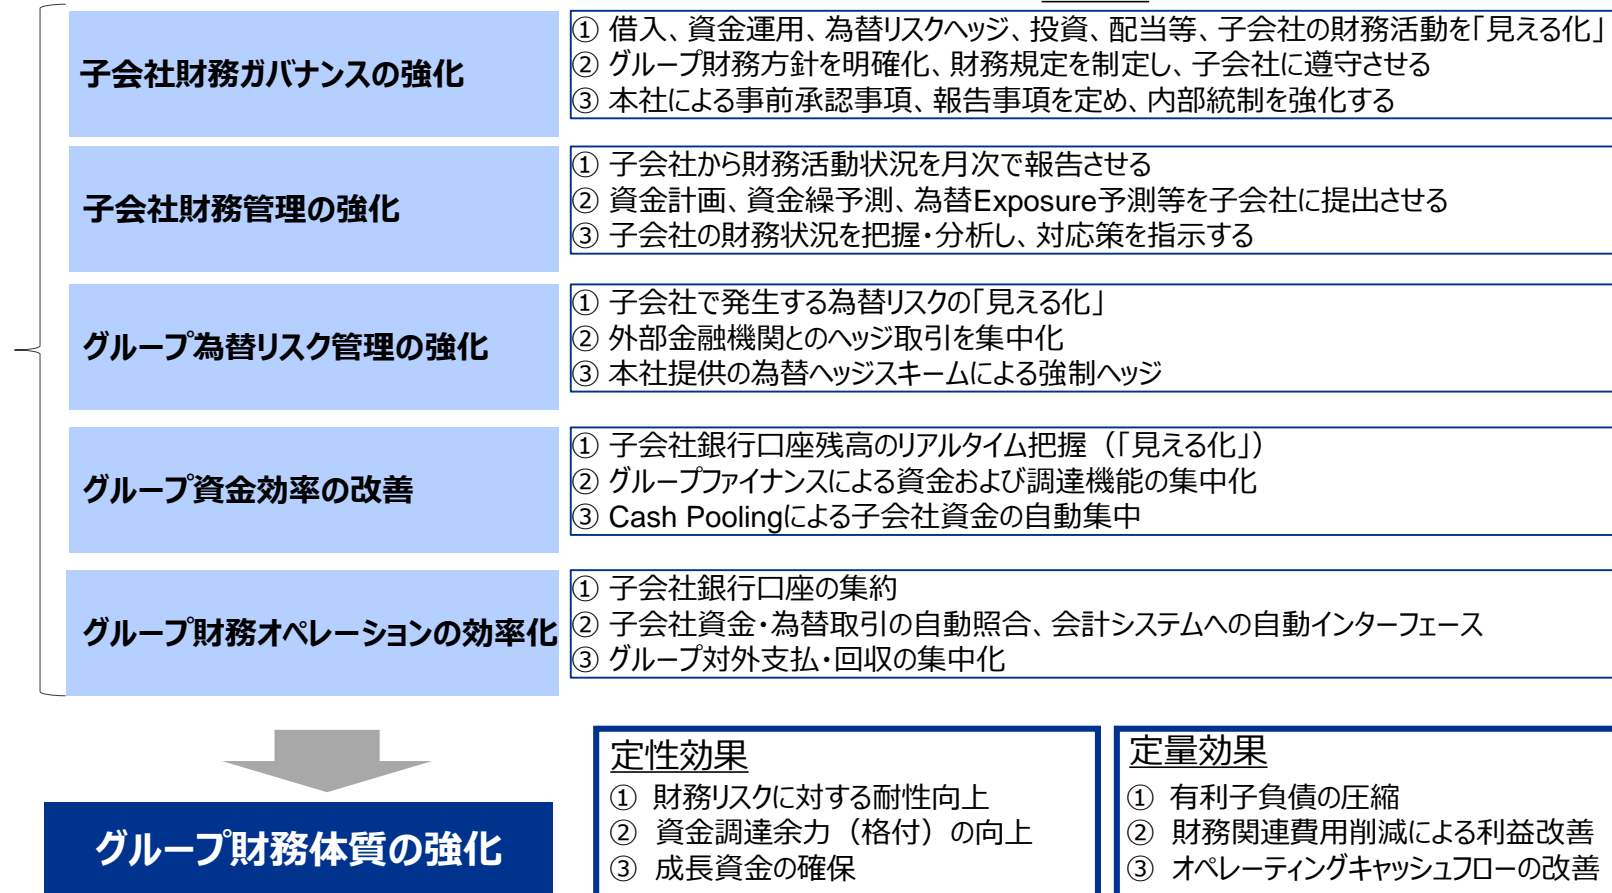 子会社財務ガバナンスの強化
① 借入、資金運用、為替リスクヘッジ、投資、配当等、子会社の財務活動を「見える化」
② グループ財務方針を明確化、財務規定を制定し、子会社に遵守させる
③ 本社による事前承認事項、報告事項を定め、内部統制を強化する
子会社財務管理の強化
① 子会社から財務活動状況を月次で報告させる
② 資金計画、資金繰予測、為替Exposure予測等を子会社に提出させる
③ 子会社の財務状況を把握・分析し、対応策を指示する
グループ為替リスク管理の強化
① 子会社で発生する為替リスクの「見える化」
② 外部金融機関とのヘッジ取引を集中化
③ 本社提供の為替ヘッジスキームによる強制ヘッジ
グループ資金効率の改善
① 子会社銀行口座残高のリアルタイム把握（「見える化」）
② グループファイナンスによる資金および調達機能の集中化
③ Cash Poolingによる子会社資金の自動集中
グループ財務オペレーションの効率化
① 子会社銀行口座の集約
② 子会社資金・為替取引の自動照合、会計システムへの自動インターフェース
③ グループ対外支払・回収の集中化
グループ財務体質の強化
定性効果
① 財務リスクに対する耐性向上
② 資金調達余力（格付）の向上
③ 成長資金の確保
定量効果
① 有利子負債の圧縮
② 財務関連費用削減による利益改善
③ オペレーティングキャッシュフローの改善